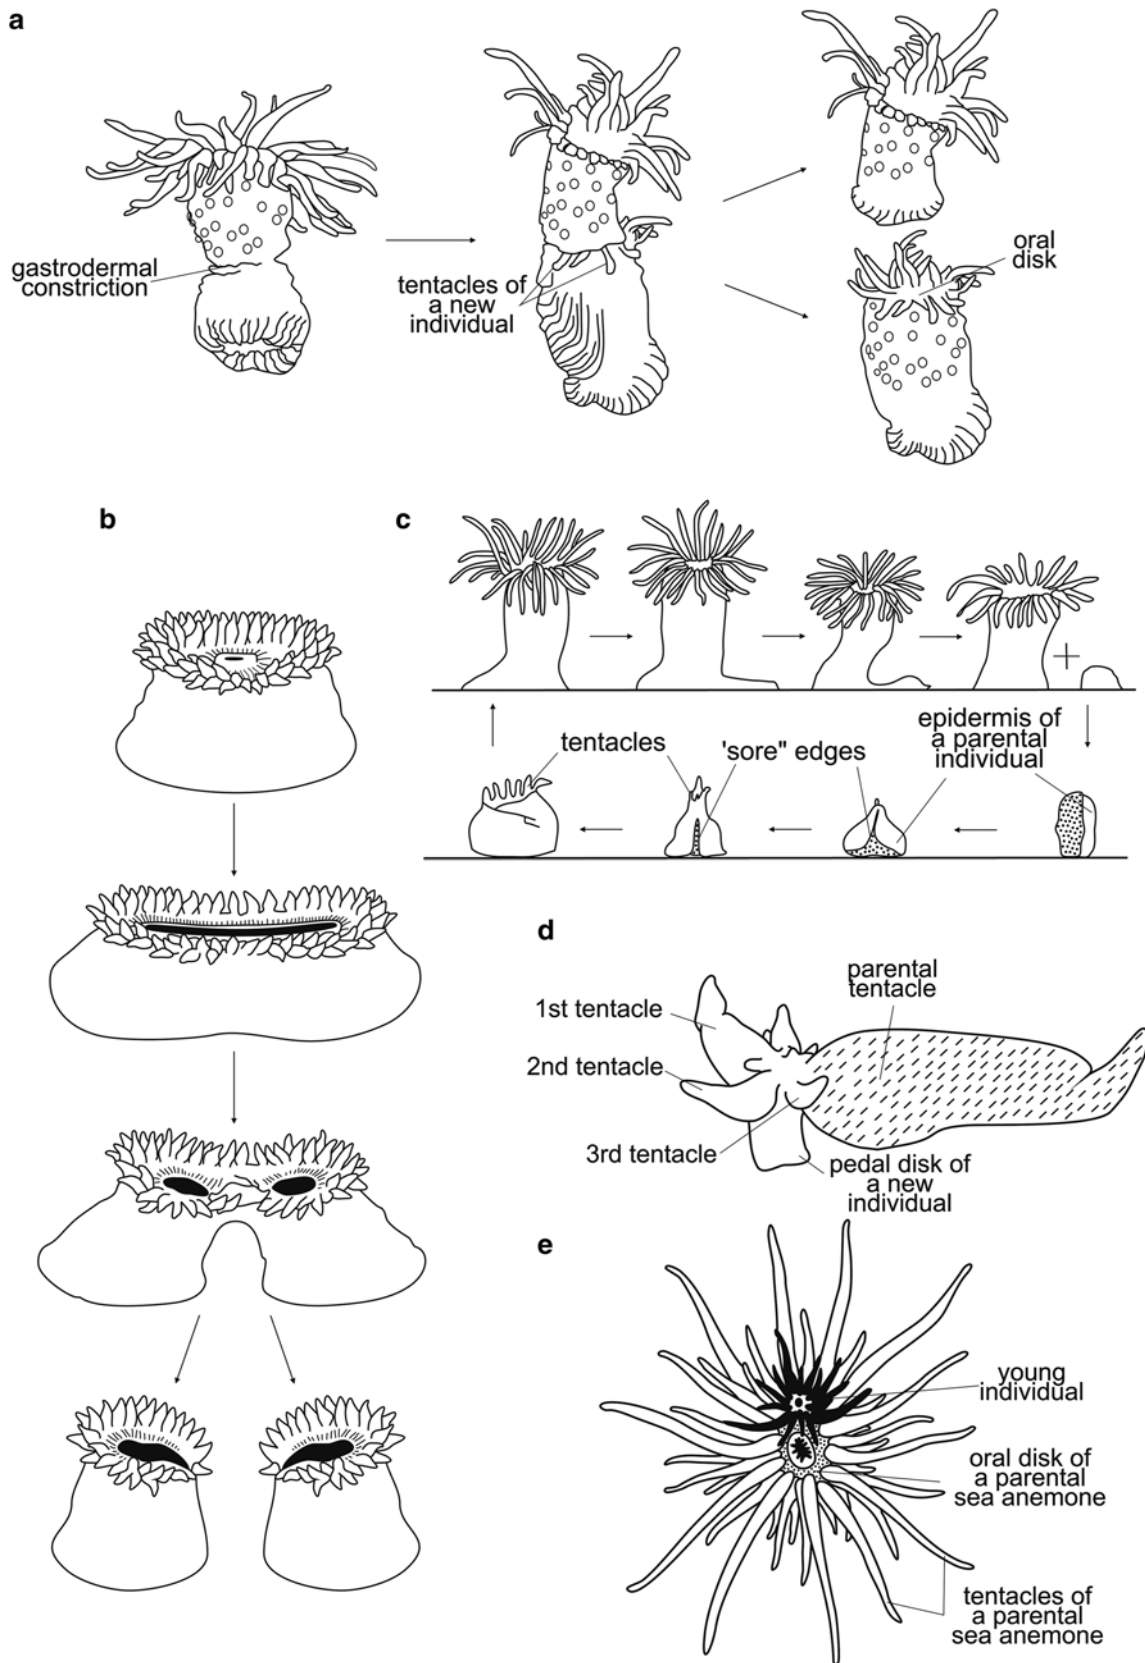 a
gastrodermal
constriction
tentacles of
a new
individual
oral
disk
b
c
tentacles
'sore" edges
epidermis of
a parental
individual
d
1st tentacle
2nd tentacle
3rd tentacle
parental
tentacle
pedal disk of
a new
individual
e
young
individual
oral disk of
a parental
sea anemone
tentacles of
a parental
sea anemone